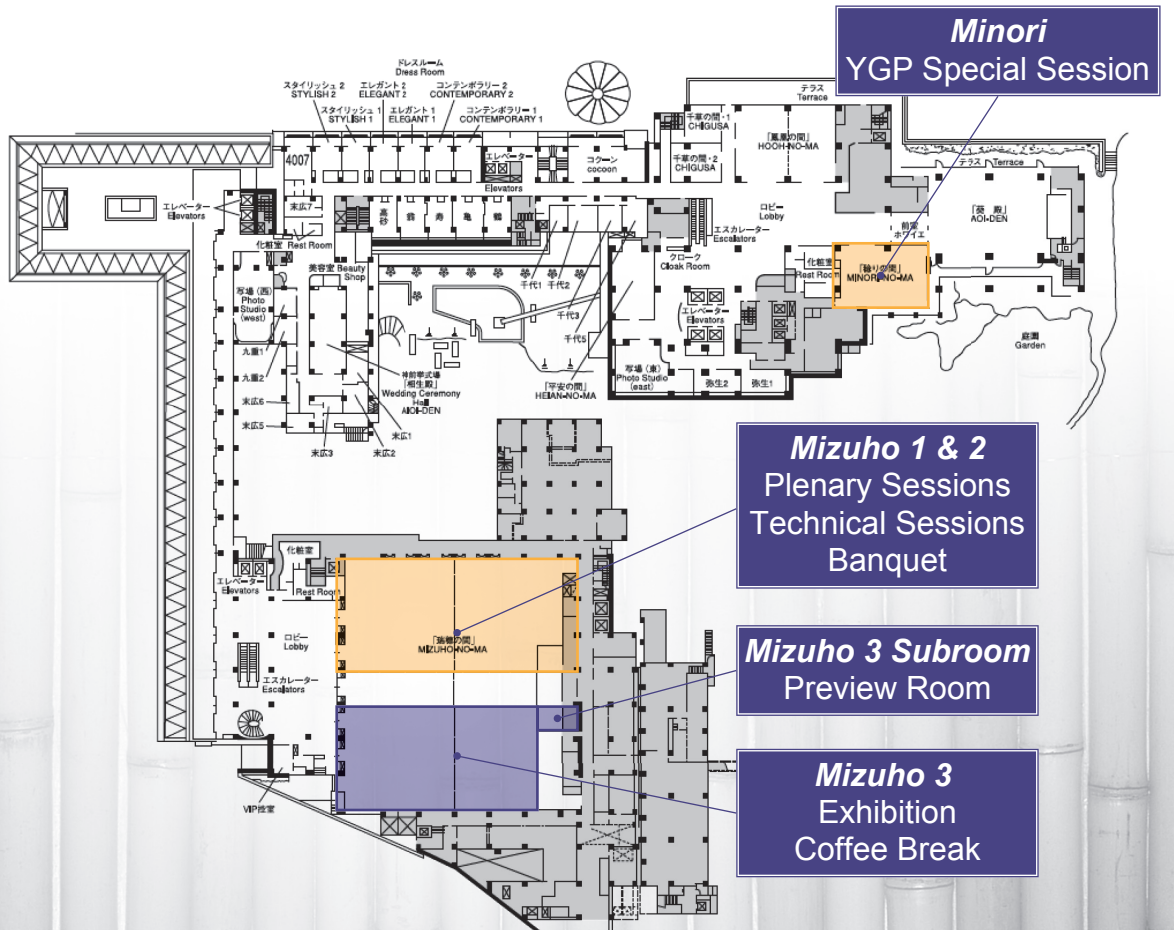 Minori
YGP Special Session
ドレスルーム
Dress Room
スタイリッシュ 2
STYLISH 2
エレガント 2
ELEGANT 2
コンテンポラリー 2
CONTEMPORARY 2
スタイリッシュ 1
STYLISH 1
エレガント 1
ELEGANT 1
コンテンポラリー 1
CONTEMPORARY 1
テラス
Terrace
千草の間・1
CHIGUSA
「鳳凰の間」
HOOH-NO-MA
4007
エレベーター
Elevators
コクーン
cocoon
千草の間・2
CHIGUSA
テラス Terrace
エレベーター
Elevators
末広7
高砂
鈴
寿
亀
鶴
ロビー
Lobby
「葵 殿」
AOI-DEN
前室
ホワイエ
エスカレーター
Escalators
化粧室 Rest Room
クローク
Cloak Room
化粧室
Rest Room
「稔りの間」
MINORI-NO-MA
美容室 Beauty
Shop
写場(西)
Photo
Studio
(west)
千代1
千代2
千代3
千代5
エレベーター
Elevators
庭園
Garden
九重1
九重2
神前挙式場
「相生殿」
Wedding Ceremony
Hall
AIOI-DEN
「平安の間」
HEIAN-NO-MA
写場(東)
Photo Studio
(east)
弥生2
弥生1
末広6
末広5
末広3
末広2
末広1
Mizuho 1 & 2
Plenary Sessions
Technical Sessions
Banquet
化粧室
エレベーター
Elevators
Rest Room
ロビー
Lobby
「瑞穂の間」
MIZUHO-NO-MA
Mizuho 3 Subroom
Preview Room
エスカレーター
Escalators
Mizuho 3
Exhibition
Coffee Break
VIP控室